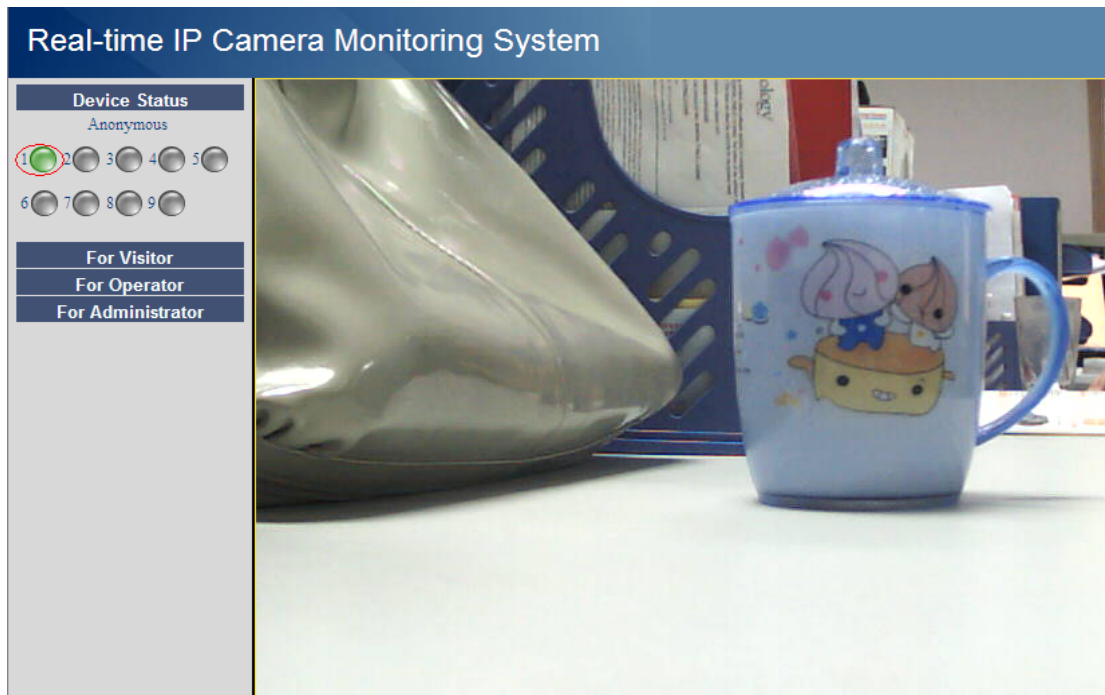 Real-time IP Camera Monitoring System
Device Status
Anonymous
1 2 3 4 5
6 7 8 9
For Visitor
For Operator
For Administrator
ology